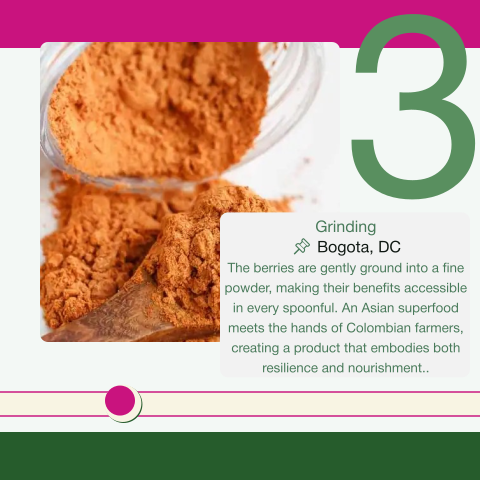 3
Grinding
Bogota, DC
The berries are gently ground into a fine
powder, making their benefits accessible
in every spoonful. An Asian superfood
meets the hands of Colombian farmers,
creating a product that embodies both
resilience and nourishment..